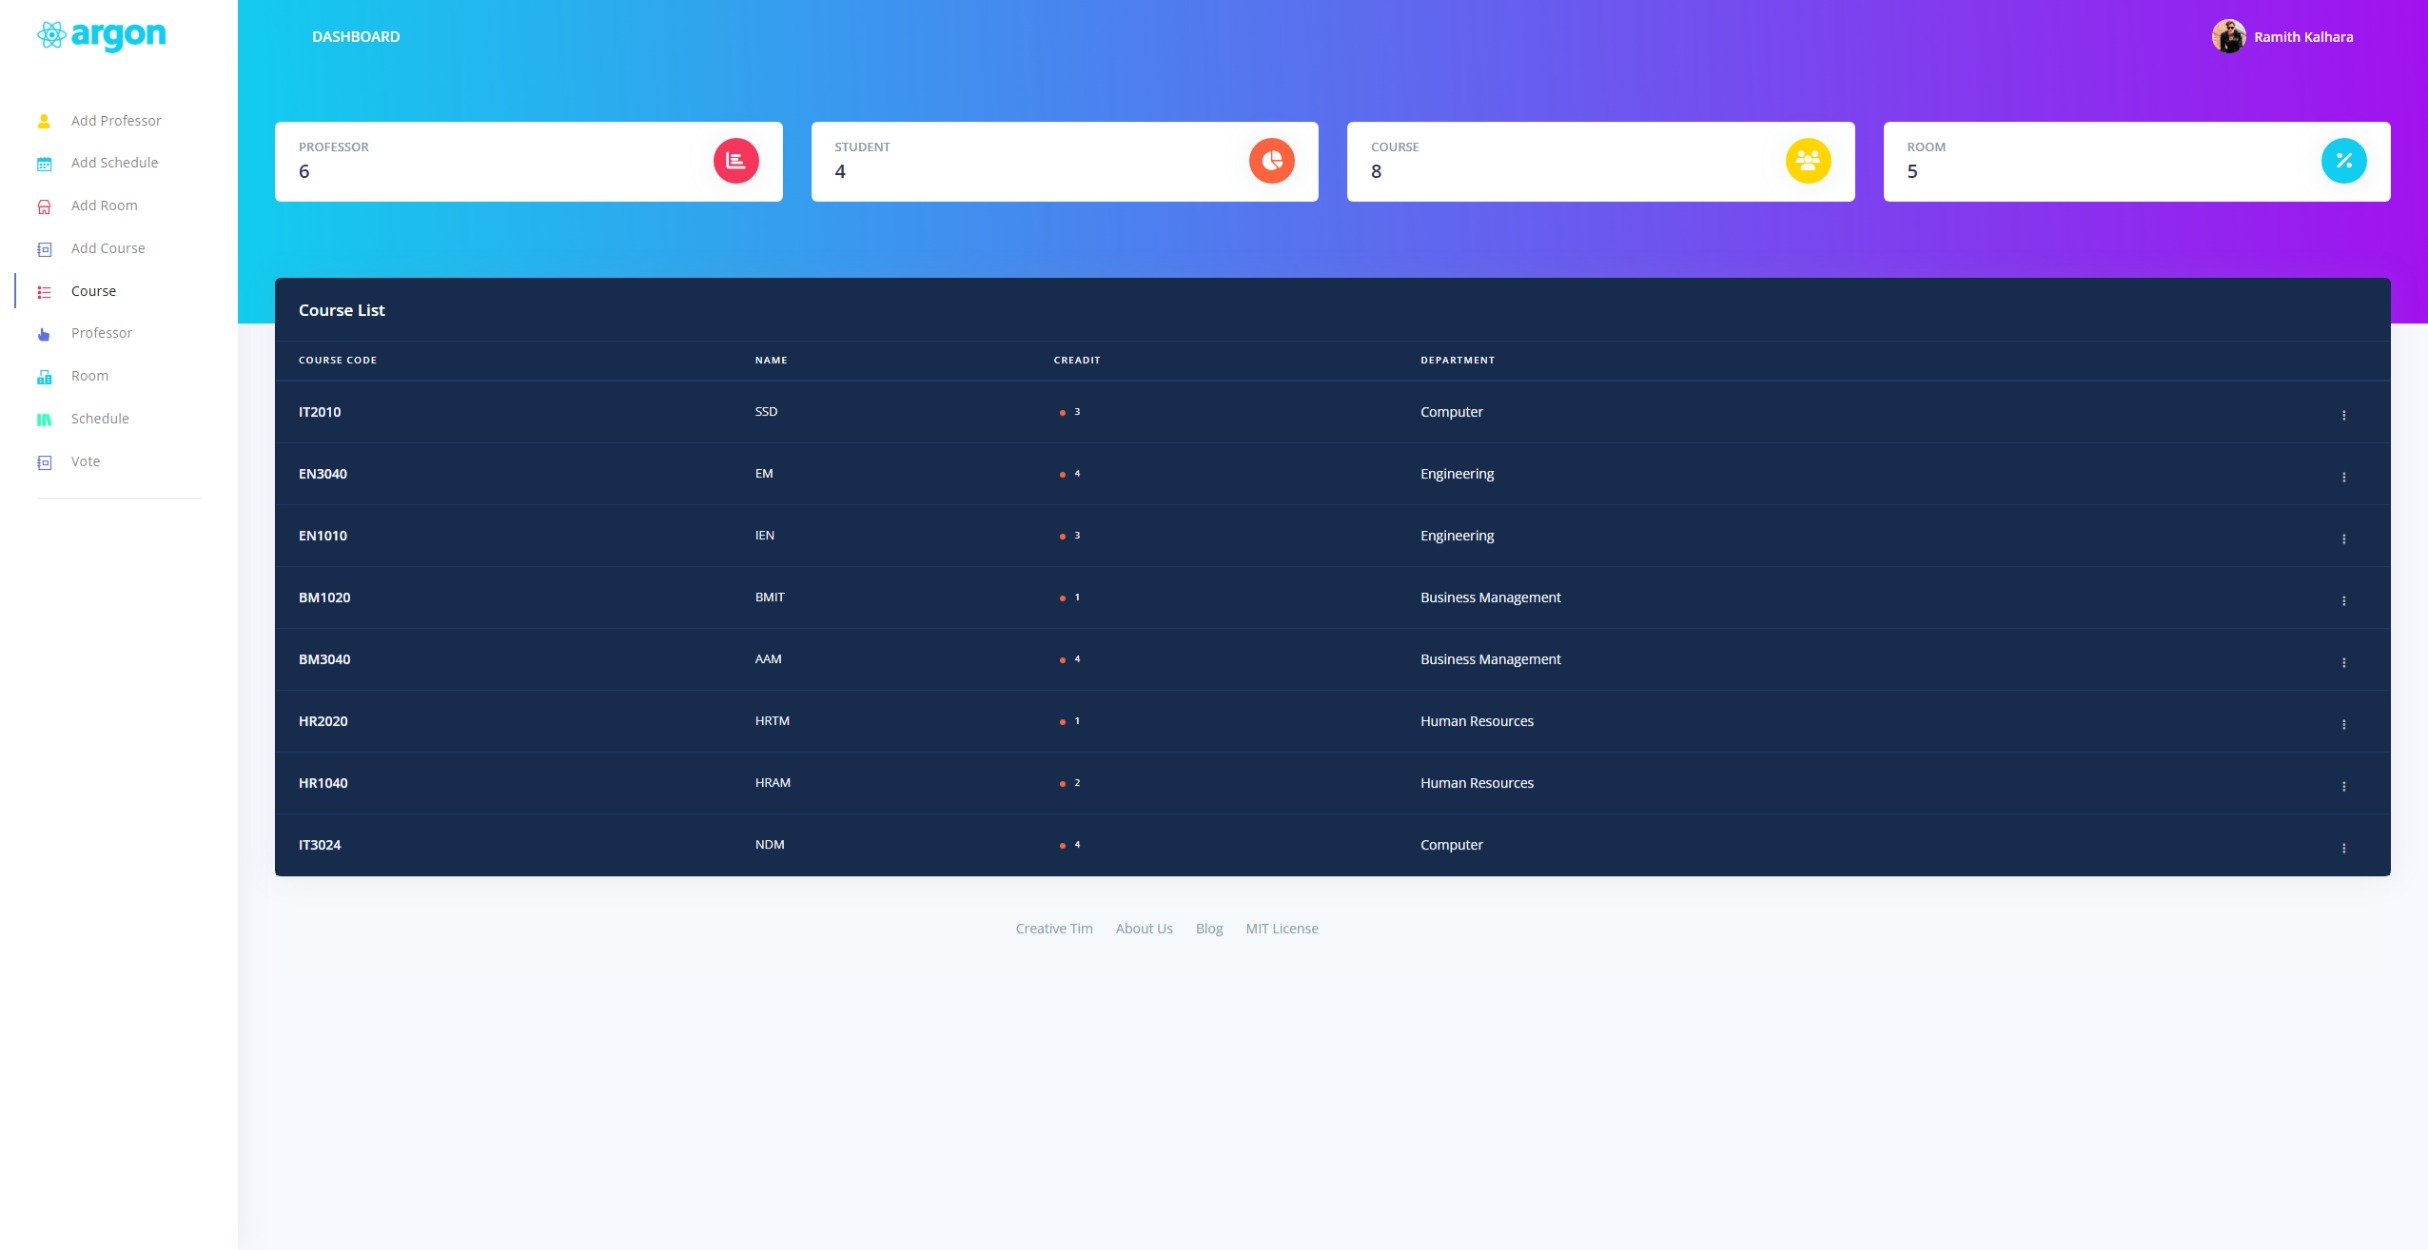 argon
DASHBOARD
Ramith Kalhara
Add Professor
Add Schedule
Add Room
Add Course
Course
Professor
Room
Schedule
Vote
PROFESSOR
6
STUDENT
4
COURSE
8
ROOM
5
Course List
COURSE CODE NAME CREADIT DEPARTMENT
IT2010 SSD 3 Computer
EN3040 EM 4 Engineering
EN1010 IEN 3 Engineering
BM1020 BMIT 1 Business Management
BM3040 AAM 4 Business Management
HR2020 HRTM 1 Human Resources
HR1040 HRAM 2 Human Resources
IT3024 NDM 4 Computer
Creative Tim About Us Blog MIT License